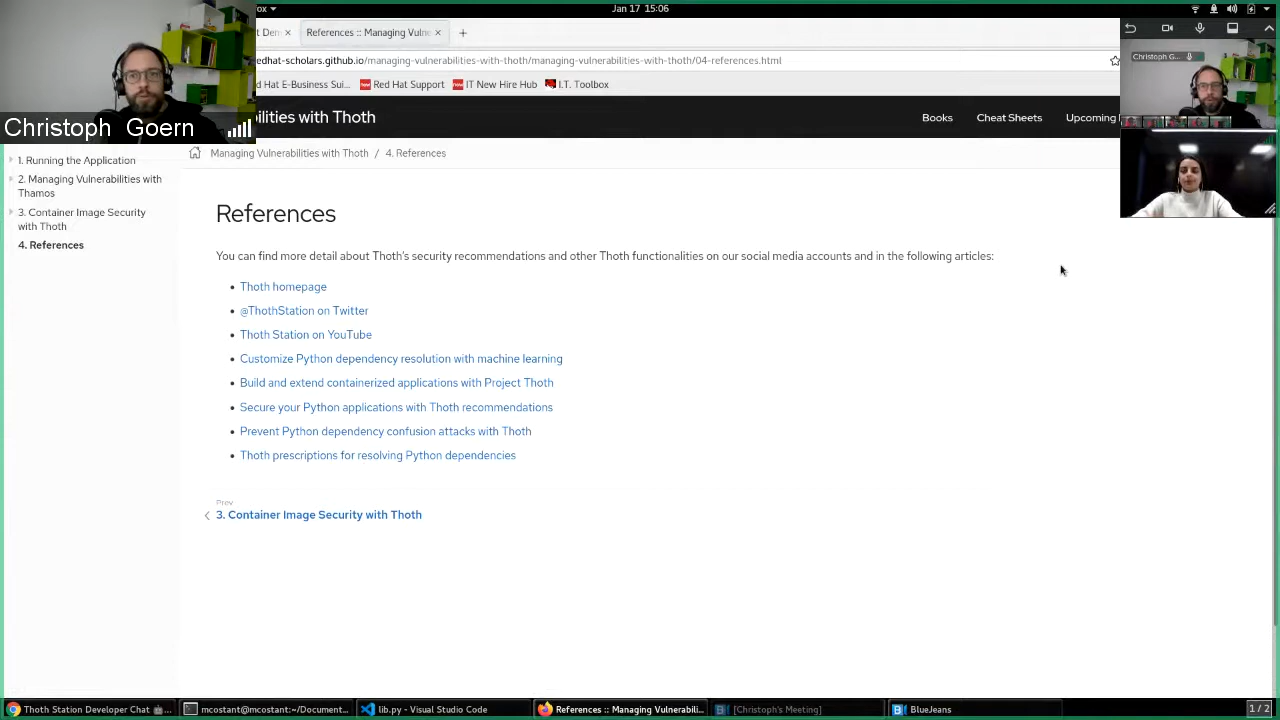 ox
Jan 17 15:06
t Den
References :: Managing Vulne
edhat-scholars.github.io/managing-vulnerabilities-with-thoth/managing-vulnerabilities-with-thoth/04-references.html
at E-Business Sui...
Red Hat Support
IT New Hire Hub
I.T. Toolbox
Christoph G...
Christoph Goern
ilities with Thoth
Books
Cheat Sheets
Upcoming
Managing Vulnerabilities with Thoth / 4. References
1. Running the Application
2. Managing Vulnerabilities with
Thamos
3. Container Image Security
with Thoth
4. References
References
You can find more detail about Thoth's security recommendations and other Thoth functionalities on our social media accounts and in the following articles:
Thoth homepage
@ThothStation on Twitter
Thoth Station on YouTube
Customize Python dependency resolution with machine learning
Build and extend containerized applications with Project Thoth
Secure your Python applications with Thoth recommendations
Prevent Python dependency confusion attacks with Thoth
Thoth prescriptions for resolving Python dependencies
Prev
3. Container Image Security with Thoth
Thoth Station Developer Chat
mcostant@mcostant:~/Document...
lib.py - Visual Studio Code
References :: Managing Vulnerabili...
[Christoph's Meeting]
BlueJeans
1 / 2